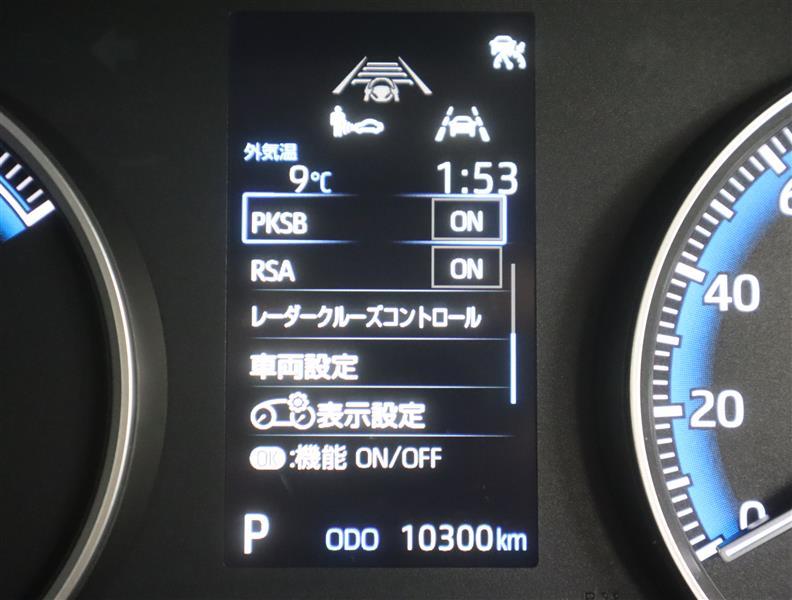 外気温
9℃ 1:53
PKSB ON
RSA ON
レーダークルーズコントロール
車両設定
表示設定
OK:機能 ON/OFF
P ODO 10300km
40
20
0